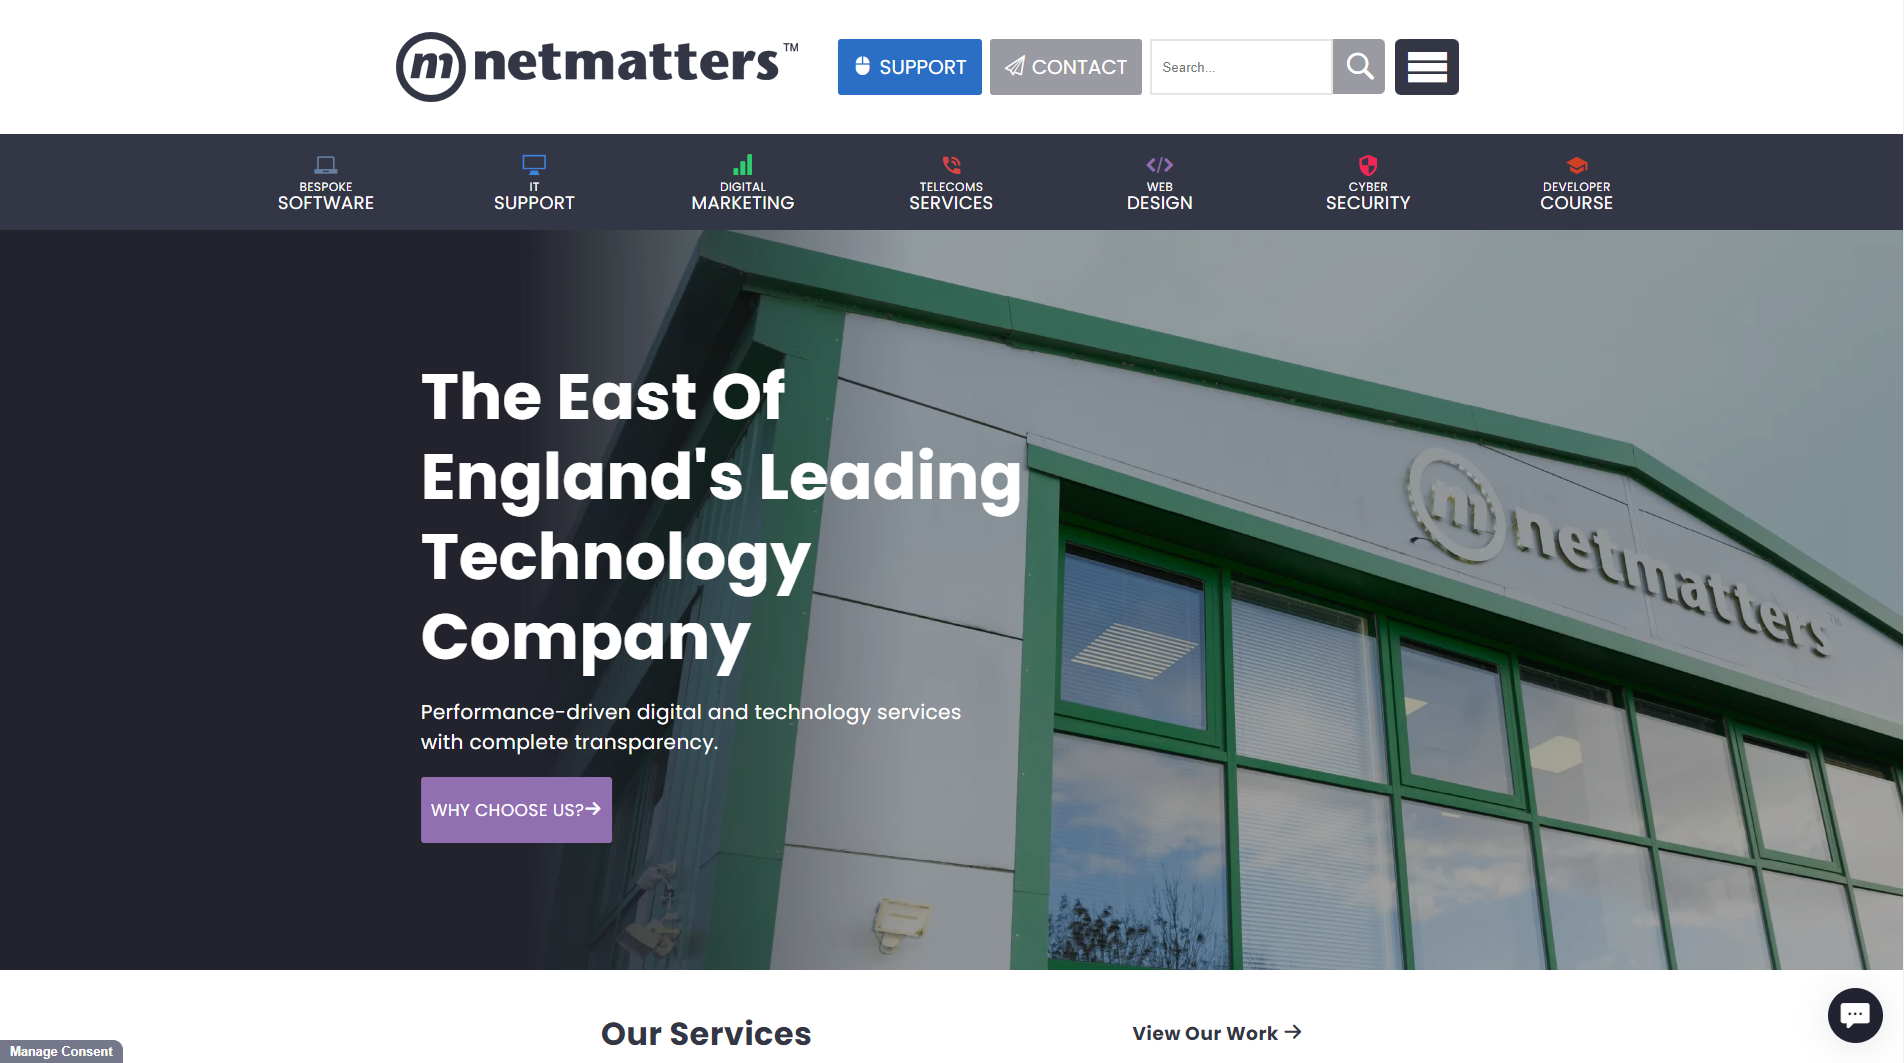 m netmatters™
SUPPORT
CONTACT
Search...
BESPOKE
SOFTWARE
IT
SUPPORT
DIGITAL
MARKETING
TELECOMS
SERVICES
WEB
DESIGN
CYBER
SECURITY
DEVELOPER
COURSE
The East Of
England's Leading
Technology
Company
m netmatters™
Performance-driven digital and technology services
with complete transparency.
WHY CHOOSE US?→
Our Services
View Our Work →
Manage Consent